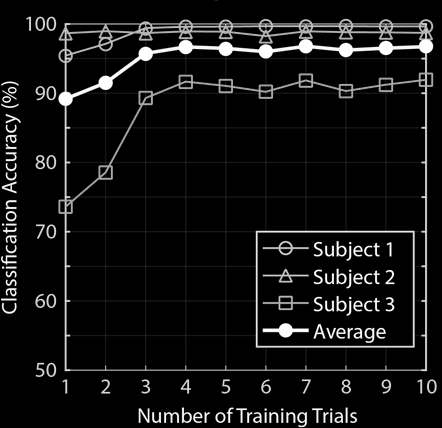 100
90
80
70
60
50
Classification Accuracy (%)
Subject 1
Subject 2
Subject 3
Average
1 2 3 4 5 6 7 8 9 10
Number of Training Trials